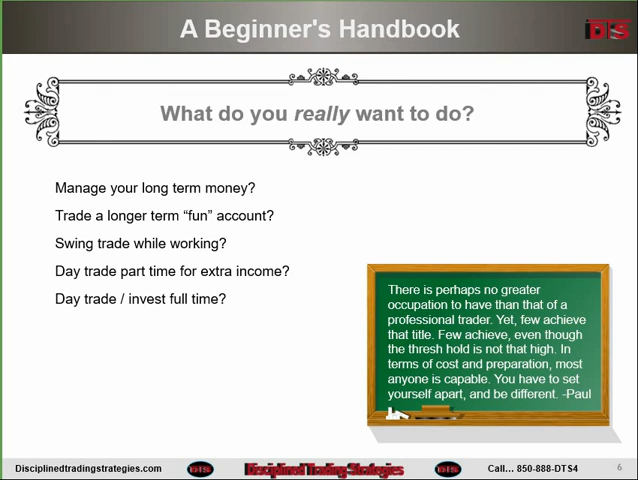 A Beginner's Handbook
DTS
What do you really want to do?
Manage your long term money?
Trade a longer term “fun” account?
Swing trade while working?
Day trade part time for extra income?
Day trade / invest full time?
There is perhaps no greater
occupation to have than that of a
professional trader. Yet, few achieve
that title. Few achieve, even though
the thresh hold is not that high. In
terms of cost and preparation, most
anyone is capable. You have to set
yourself apart, and be different. -Paul
Disciplinedtradingstrategies.com
DTS
Disciplined Trading Strategies
DTS
Call... 850-888-DTS4
6